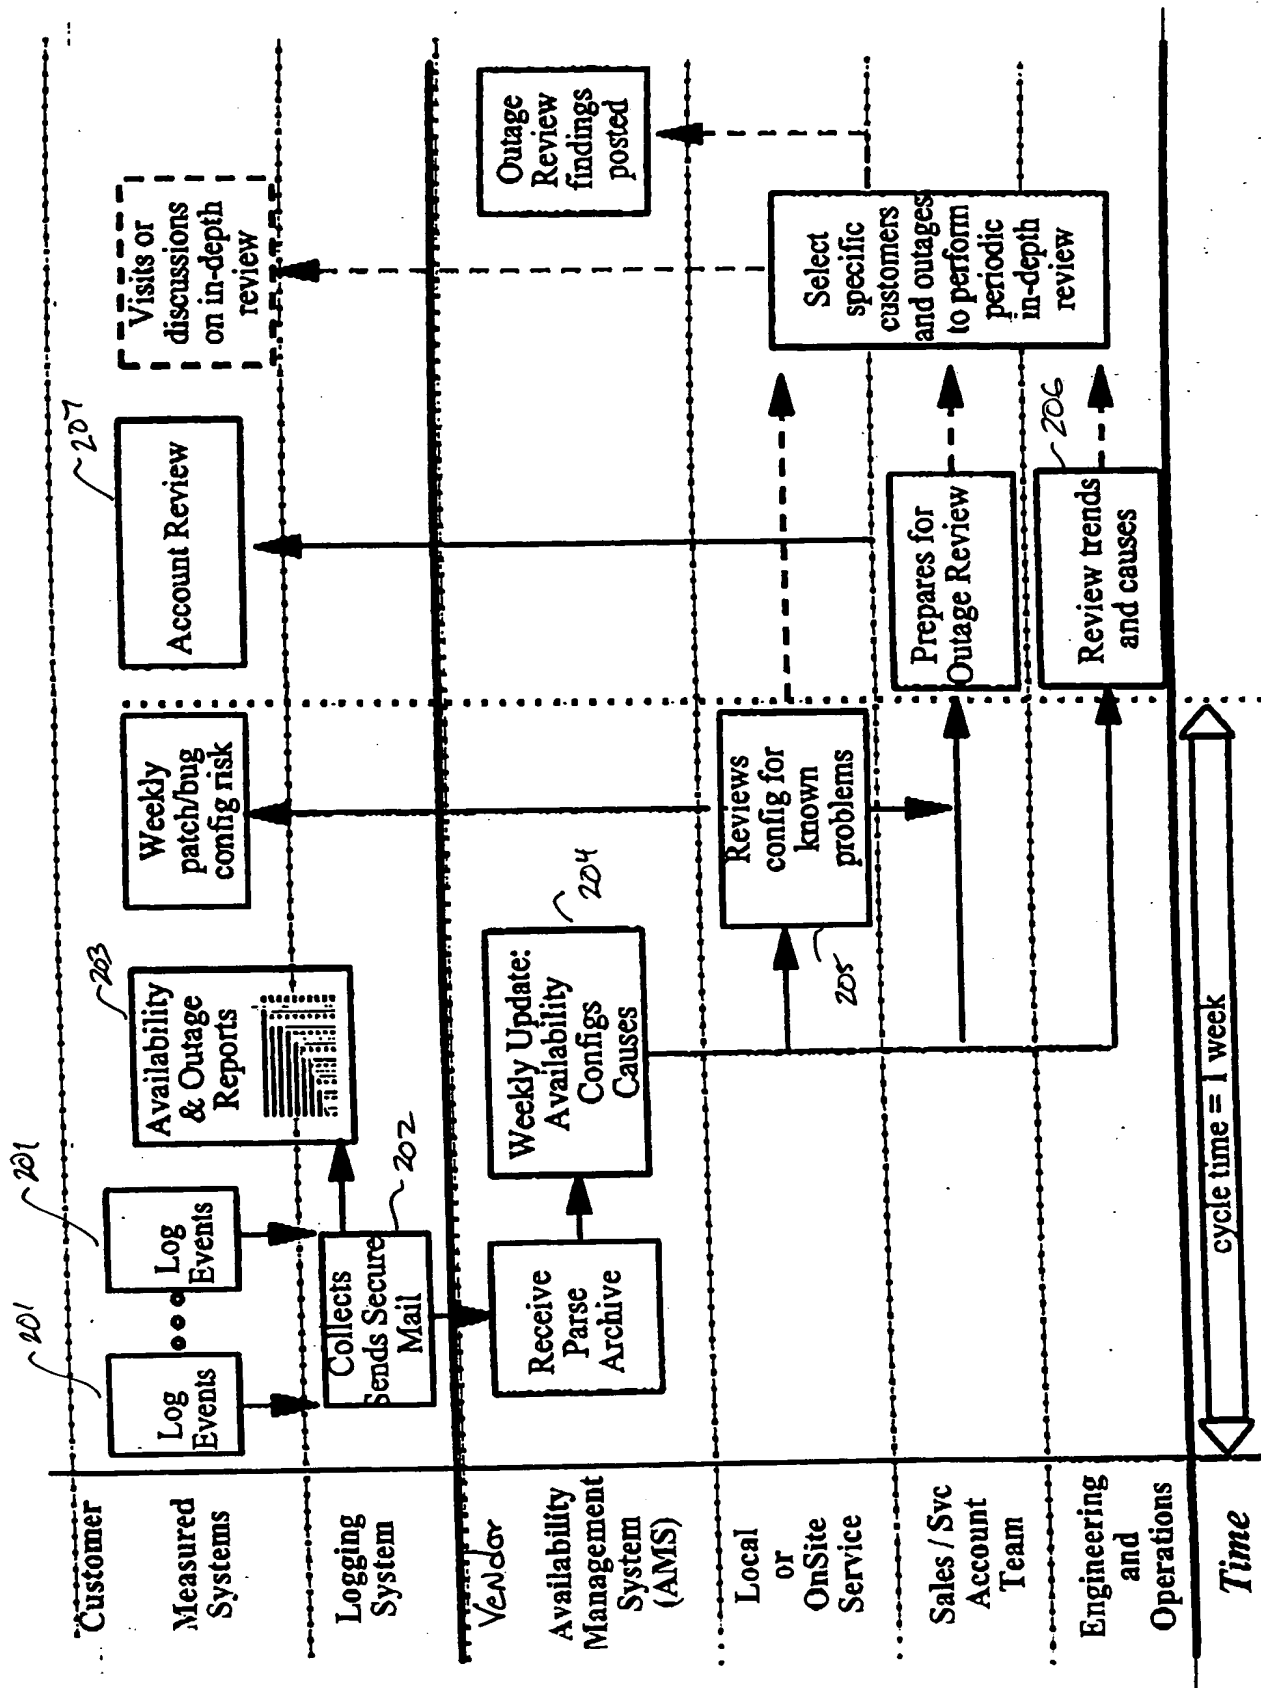 Customer
Measured
Systems
Logging
System
Vendor
Availability
Management
System
(AMS)
Local
or
OnSite
Service
Sales / Svc
Account
Team
Engineering
and
Operations
Time
201
201
Log
Events
Log
Events
Collects
Sends Secure
Mail
202
203
Availability
& Outage
Reports
Weekly
patch/bug
config risk
207
Account Review
Visits or
discussions
on in-depth
review
Receive
Parse
Archive
Weekly Update:
Availability
Configs
Causes
204
Outage
Review
findings
posted
205
Reviews
config for
known
problems
Prepares for
Outage Review
206
Review trends
and causes
Select
specific
customers
and outages
to perform
periodic
in-depth
review
cycle time = 1 week